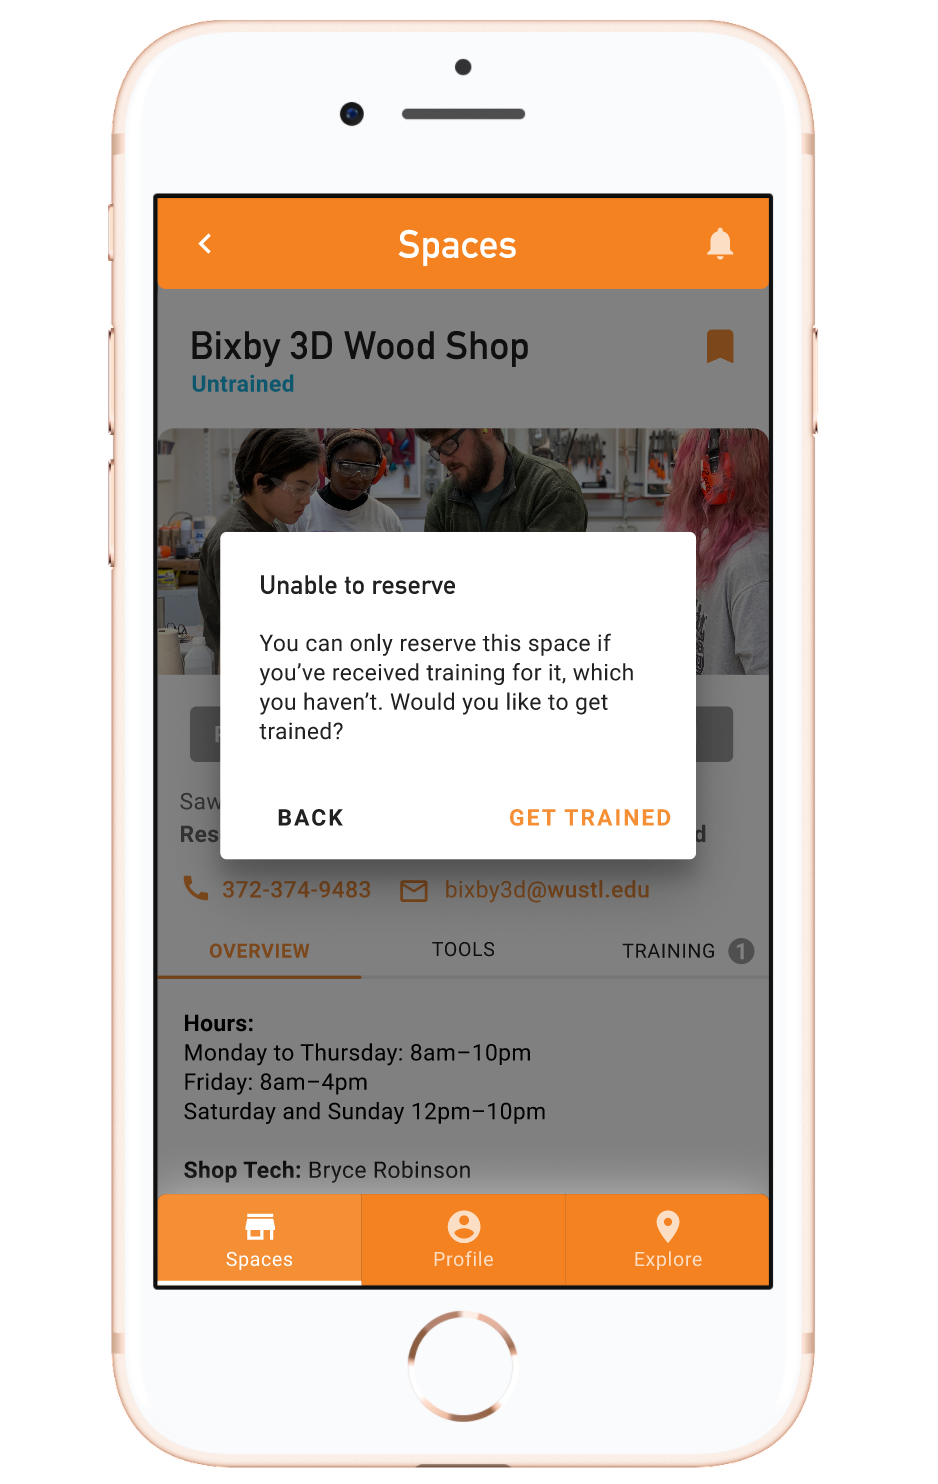 Spaces
Bixby 3D Wood Shop
Untrained
Unable to reserve
You can only reserve this space if
you've received training for it, which
you haven't. Would you like to get
trained?
BACK GET TRAINED
372-374-9483 bixby3d@wustl.edu
OVERVIEW TOOLS TRAINING 1
Hours:
Monday to Thursday: 8am–10pm
Friday: 8am–4pm
Saturday and Sunday 12pm–10pm
Shop Tech: Bryce Robinson
Spaces Profile Explore